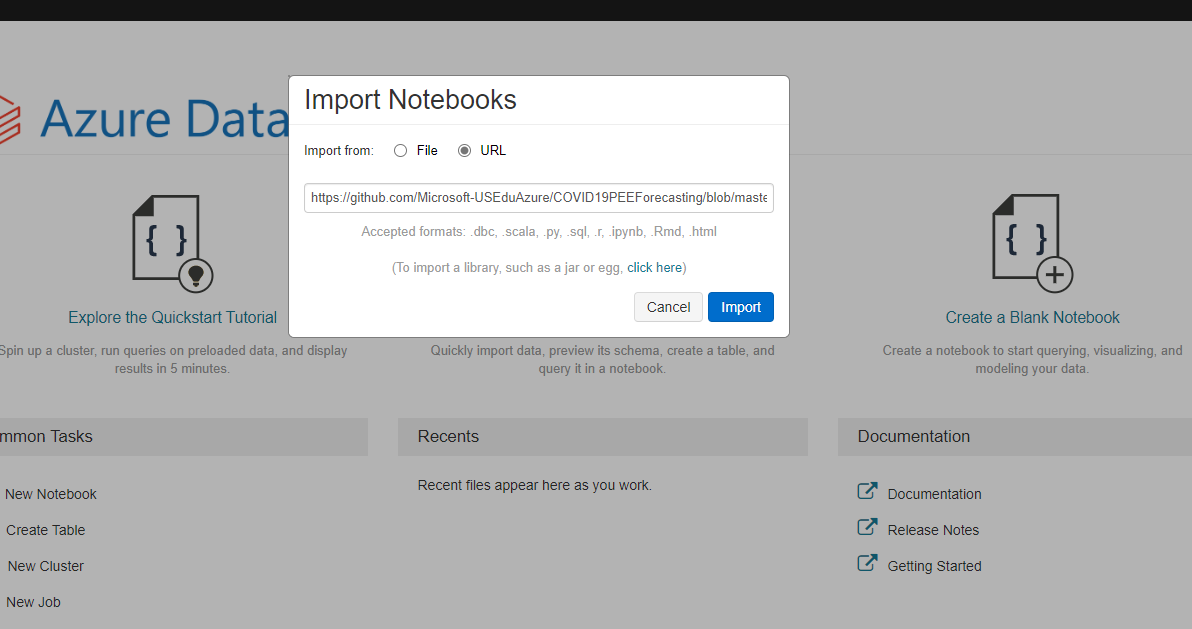 Azure Data
Import Notebooks
Import from: File URL
https://github.com/Microsoft-USEduAzure/COVID19PEEForecasting/blob/maste
Accepted formats: .dbc, .scala, .py, .sql, .r, .ipynb, .Rmd, .html
(To import a library, such as a jar or egg, click here)
Cancel Import
Explore the Quickstart Tutorial
Spin up a cluster, run queries on preloaded data, and display
results in 5 minutes.
Quickly import data, preview its schema, create a table, and
query it in a notebook.
Create a Blank Notebook
Create a notebook to start querying, visualizing, and
modeling your data.
mmon Tasks
New Notebook
Create Table
New Cluster
New Job
Recents
Recent files appear here as you work.
Documentation
Documentation
Release Notes
Getting Started